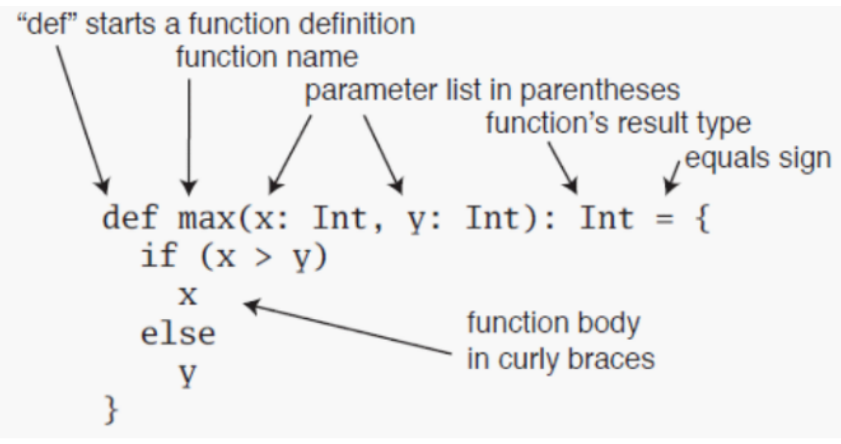 “def” starts a function definition
function name
parameter list in parentheses
function’s result type
equals sign
def max(x: Int, y: Int): Int = {
if (x > y)
x
else
y
}
function body
in curly braces